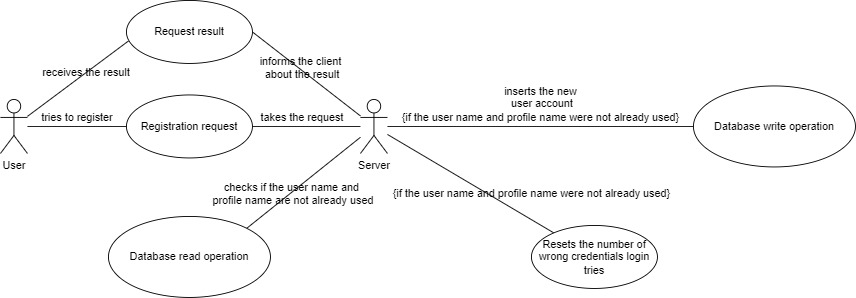 Request result
informs the client
about the result
receives the result
inserts the new
user account
{if the user name and profile name were not already used}
tries to register
Registration request
takes the request
Database write operation
User
Server
checks if the user name and
profile name are not already used
{if the user name and profile name were not already used}
Database read operation
Resets the number of
wrong credentials login
tries